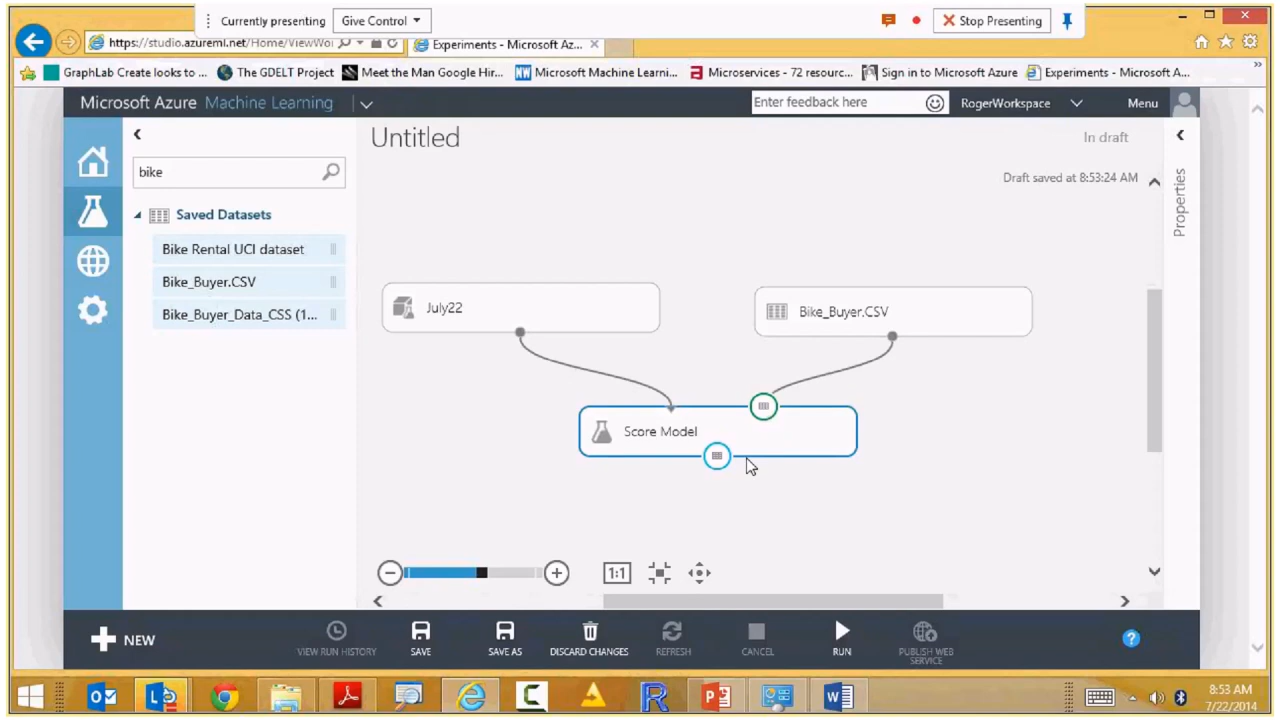 Currently presenting
Give Control
Stop Presenting
https://studio.azureml.net/Home/ViewWor
Experiments - Microsoft Az...
GraphLab Create looks to ...
The GDELT Project
Meet the Man Google Hir...
Microsoft Machine Learni...
Microservices - 72 resourc...
Sign in to Microsoft Azure
Experiments - Microsoft A...
Microsoft Azure Machine Learning
Enter feedback here
RogerWorkspace
Menu
Untitled
In draft
bike
Draft saved at 8:53:24 AM
Properties
Saved Datasets
Bike Rental UCI dataset
Bike_Buyer.CSV
Bike_Buyer_Data_CSS (1...
July22
Bike_Buyer.CSV
Score Model
1:1
NEW
VIEW RUN HISTORY
SAVE
SAVE AS
DISCARD CHANGES
REFRESH
CANCEL
RUN
PUBLISH WEB
SERVICE
8:53 AM
7/22/2014